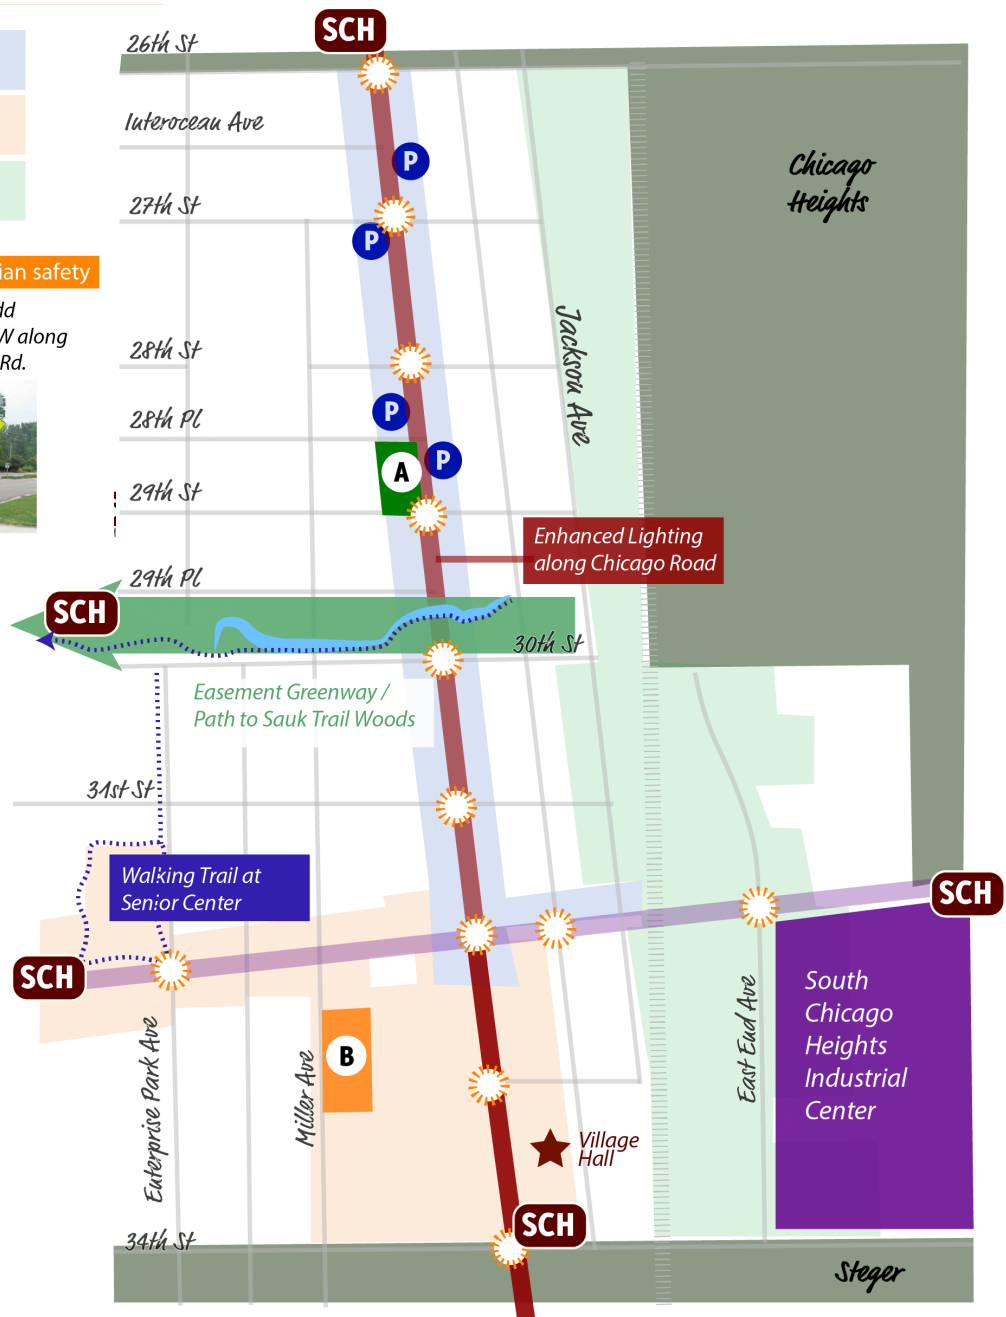 SCH
26th St
Interocean Ave
P
Chicago
Heights
27th St
P
ian safety
dd
W along
Rd.
Jackson Ave
28th St
P
28th Pl
A
P
29th St
Enhanced Lighting
along Chicago Road
29th Pl
SCH
30th St
Easement Greenway /
Path to Sauk Trail Woods
31st St
Walking Trail at
Senior Center
SCH
SCH
South
Chicago
Heights
Industrial
Center
East End Ave
Enterprise Park Ave
Miller Ave
B
Village
Hall
SCH
34th St
Steger